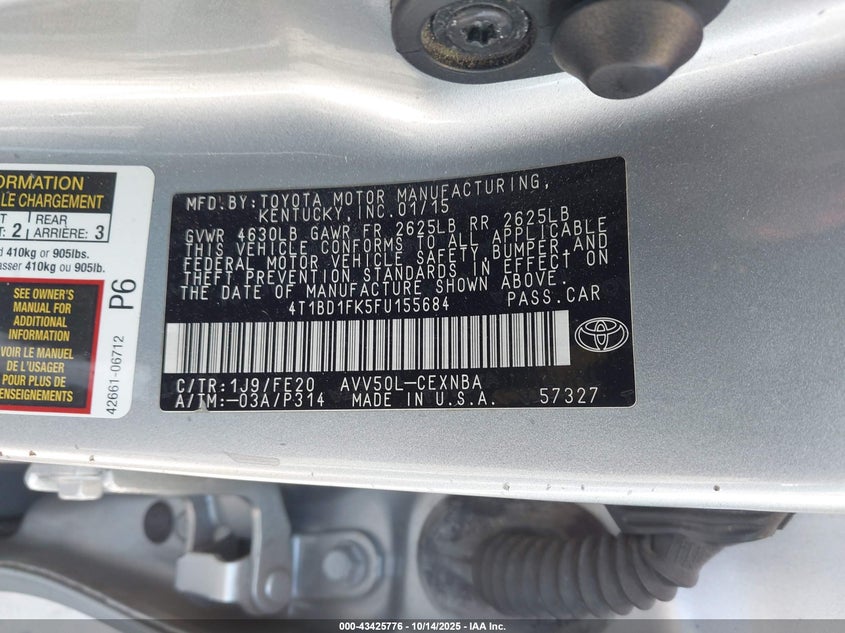 ORMATION
LE CHARGEMENT
2
REAR
ARRIÈRE: 3
d 410kg or 905lbs.
asser 410kg ou 905lb.
SEE OWNER'S
MANUAL FOR
ADDITIONAL
INFORMATION
VOIR LE MANUEL
DE L'USAGER
POUR PLUS DE
RENSEIGNEMENTS
P6
42661-06712
MFD.BY:TOYOTA MOTOR MANUFACTURING,
KENTUCKY, INC.01/15
GVWR 4630LB GAWR FR 2625LB RR 2625LB
THIS VEHICLE CONFORMS TO ALL APPLICABLE
FEDERAL MOTOR VEHICLE SAFETY,BUMPER AND
THEFT PREVENTION STANDARDS IN EFFECT ON
THE DATE OF MANUFACTURE SHOWN ABOVE.
4T1BD1FK5FU155684 PASS.CAR
C/TR:1J9/FE20 AVV50L-CEXNBA
A/TM:-03A/P314 MADE IN U.S.A. 57327
000-43425776 - 10/14/2025 - IAA Inc.